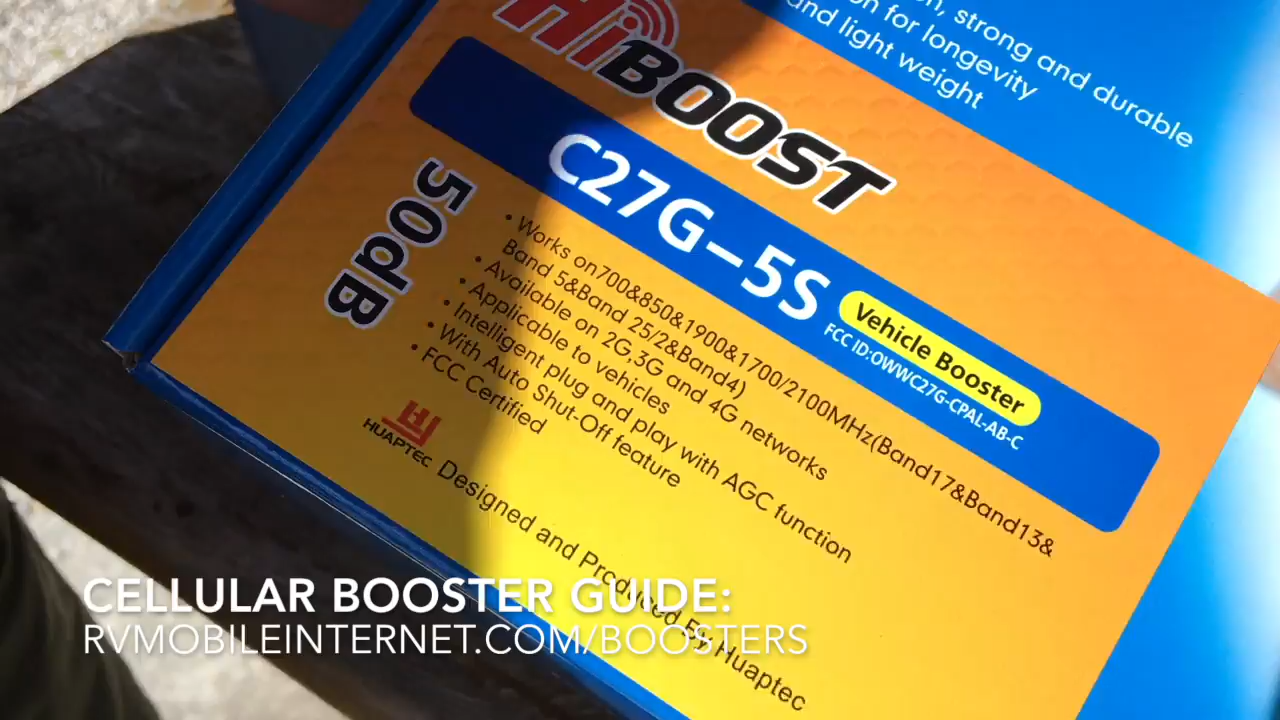 n, strong and durable
n for longevity
and light weight
HiBOOST
C27G-5S
Vehicle Booster
FCC ID:OWWC27G-CPAL-AB-C
50dB
• Works on700&850&1900&1700/2100MHz(Band17&Band13&
Band 5&Band 25/2&Band4)
• Available on 2G,3G and 4G networks
• Applicable to vehicles
• Intelligent plug and play with AGC function
• With Auto Shut-Off feature
• FCC Certified
HUAPTEC
Designed and Produced By Huaptec
CELLULAR BOOSTER GUIDE:
RVMOBILEINTERNET.COM/BOOSTERS